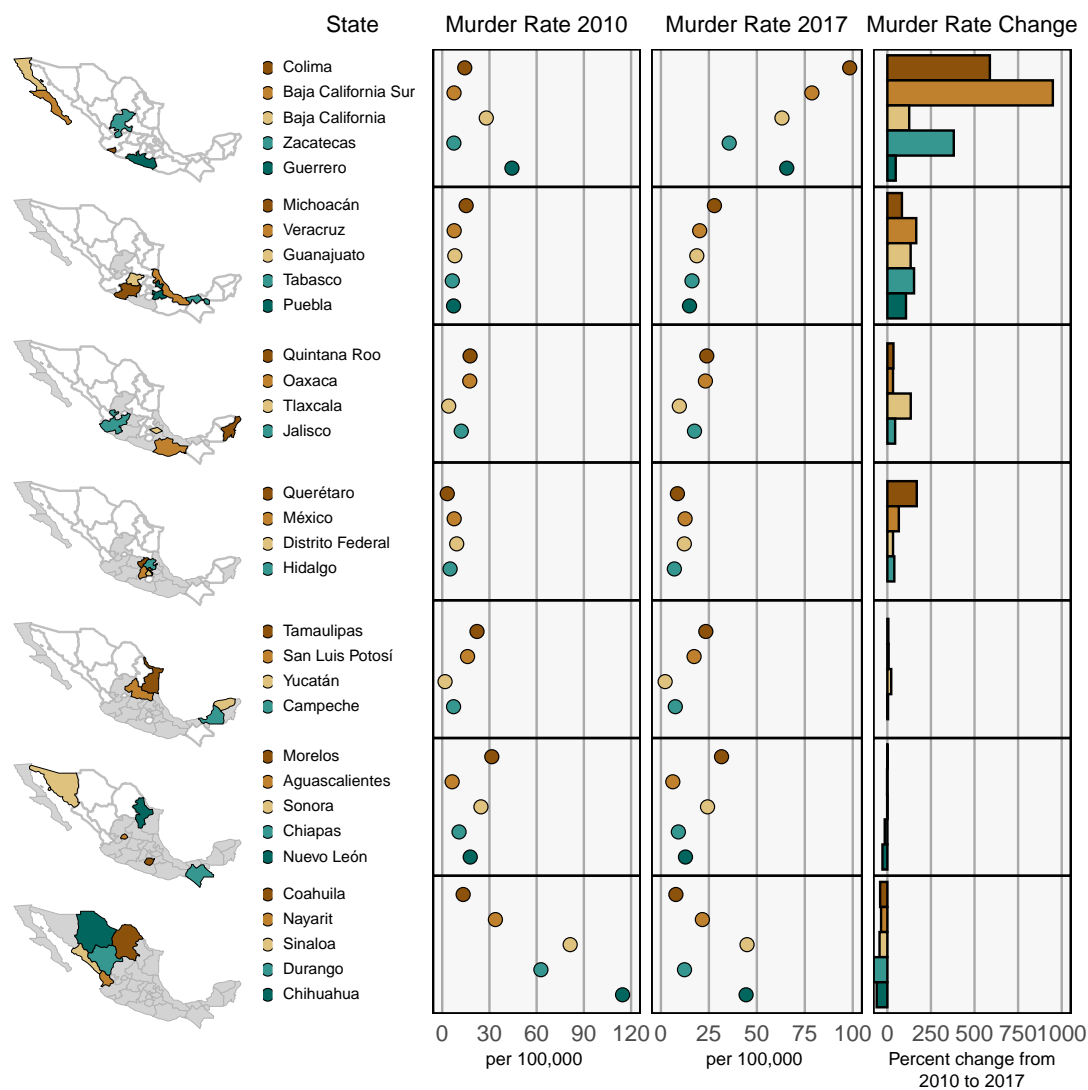 State Murder Rate 2010 Murder Rate 2017 Murder Rate Change
Colima
Baja California Sur
Baja California
Zacatecas
Guerrero
Michoacán
Veracruz
Guanajuato
Tabasco
Puebla
Quintana Roo
Oaxaca
Tlaxcala
Jalisco
Querétaro
México
Distrito Federal
Hidalgo
Tamaulipas
San Luis Potosí
Yucatán
Campeche
Morelos
Aguascalientes
Sonora
Chiapas
Nuevo León
Coahuila
Nayarit
Sinaloa
Durango
Chihuahua
0 30 60 90 120 0 25 50 75 100 0 250 500 750 1000
per 100,000 per 100,000 Percent change from
2010 to 2017